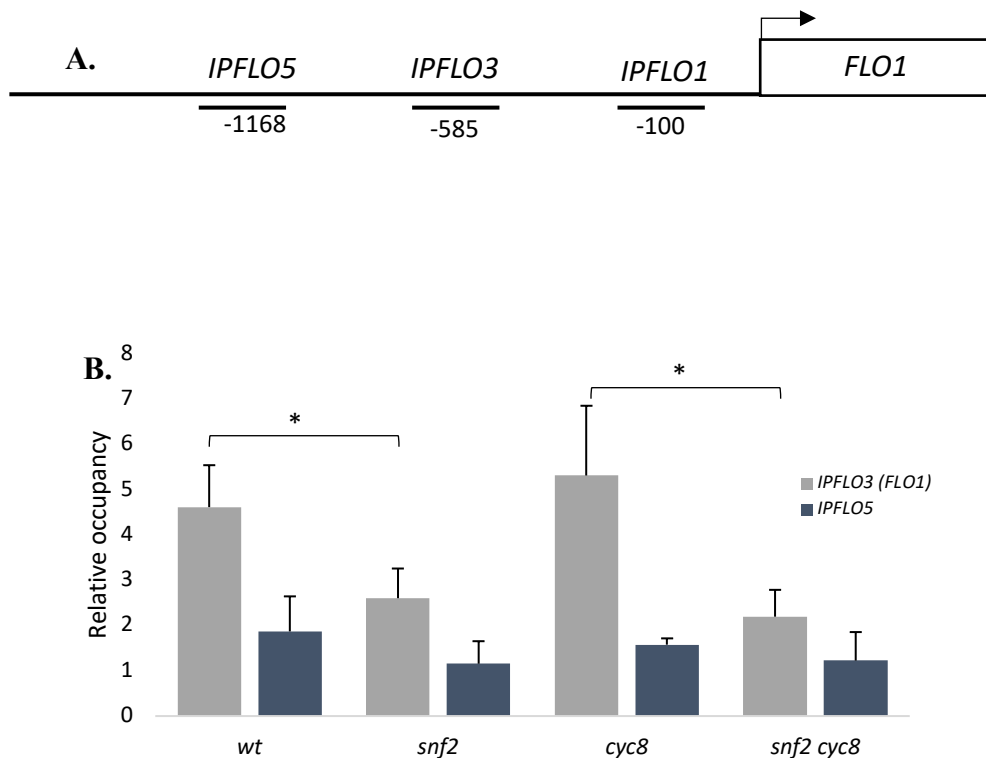 A.
IPFLO5 IPFLO3 IPFLO1 FLO1
-1168 -585 -100
B.
Relative occupancy
8
7
6
5
4
3
2
1
0
*
*
IPFLO3 (FLO1)
IPFLO5
wt snf2 cyc8 snf2 cyc8